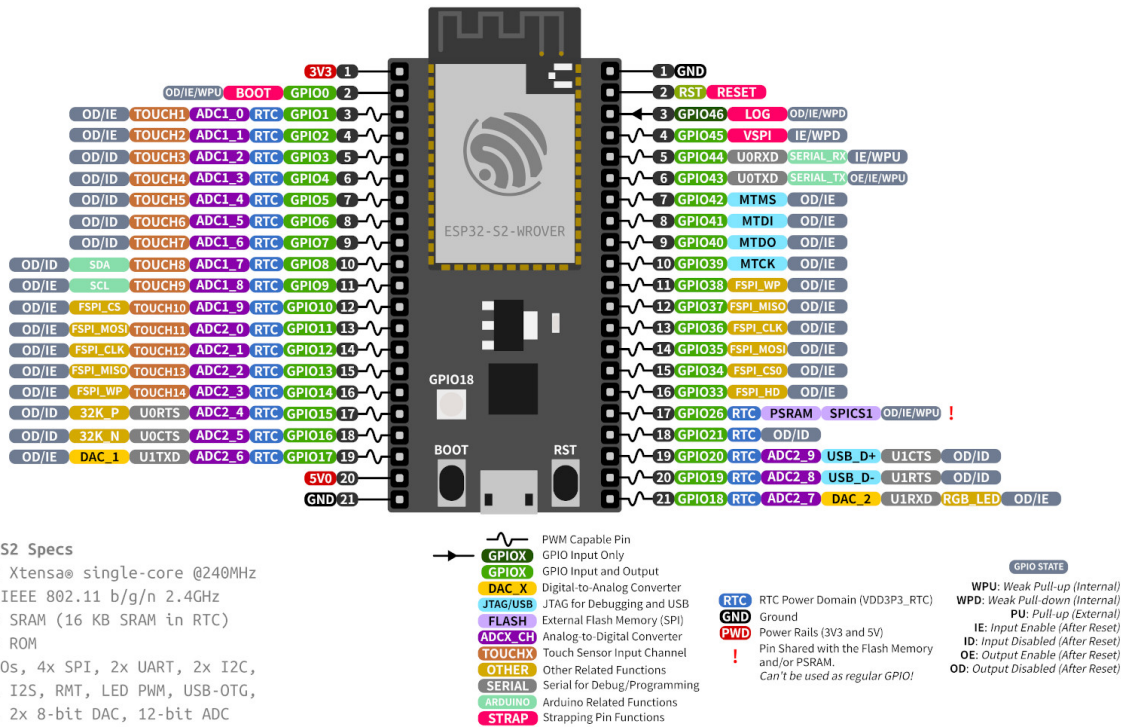 3V3 1
OD/IE/WPU BOOT GPIO0 2
OD/IE TOUCH1 ADC1_0 RTC GPIO1 3
OD/IE TOUCH2 ADC1_1 RTC GPIO2 4
OD/ID TOUCH3 ADC1_2 RTC GPIO3 5
OD/ID TOUCH4 ADC1_3 RTC GPIO4 6
OD/ID TOUCH5 ADC1_4 RTC GPIO5 7
OD/ID TOUCH6 ADC1_5 RTC GPIO6 8
OD/ID TOUCH7 ADC1_6 RTC GPIO7 9
OD/ID SDA TOUCH8 ADC1_7 RTC GPIO8 10
OD/IE SCL TOUCH9 ADC1_8 RTC GPIO9 11
OD/IE FSPI_CS TOUCH10 ADC1_9 RTC GPIO10 12
OD/IE FSPI_MOSI TOUCH11 ADC2_0 RTC GPIO11 13
OD/IE FSPI_CLK TOUCH12 ADC2_1 RTC GPIO12 14
OD/IE FSPI_MISO TOUCH13 ADC2_2 RTC GPIO13 15
OD/IE FSPI_WP TOUCH14 ADC2_3 RTC GPIO14 16
OD/ID 32K_P U0RTS ADC2_4 RTC GPIO15 17
OD/ID 32K_N U0CTS ADC2_5 RTC GPIO16 18
OD/IE DAC_1 U1TXD ADC2_6 RTC GPIO17 19
5V0 20
GND 21
ESP32-S2-WROVER
GPIO18
BOOT
RST
1 GND
2 RST RESET
3 GPIO46 LOG OD/IE/WPD
4 GPIO45 VSPI IE/WPD
5 GPIO44 U0RXD SERIAL_RX IE/WPU
6 GPIO43 U0TXD SERIAL_TX OE/IE/WPU
7 GPIO42 MTMS OD/IE
8 GPIO41 MTDI OD/IE
9 GPIO40 MTDO OD/IE
10 GPIO39 MTCK OD/IE
11 GPIO38 FSPI_WP OD/IE
12 GPIO37 FSPI_MISO OD/IE
13 GPIO36 FSPI_CLK OD/IE
14 GPIO35 FSPI_MOSI OD/IE
15 GPIO34 FSPI_CS0 OD/IE
16 GPIO33 FSPI_HD OD/IE
17 GPIO26 RTC PSRAM SPICS1 OD/IE/WPU !
18 GPIO21 RTC OD/ID
19 GPIO20 RTC ADC2_9 USB_D+ U1CTS OD/ID
20 GPIO19 RTC ADC2_8 USB_D- U1RTS OD/ID
21 GPIO18 RTC ADC2_7 DAC_2 U1RXD RGB_LED OD/IE
S2 Specs
Xtensa® single-core @240MHz
IEEE 802.11 b/g/n 2.4GHz
SRAM (16 KB SRAM in RTC)
ROM
Os, 4x SPI, 2x UART, 2x I2C,
I2S, RMT, LED PWM, USB-OTG,
2x 8-bit DAC, 12-bit ADC
PWM Capable Pin
GPIOX GPIO Input Only
GPIOX GPIO Input and Output
DAC_X Digital-to-Analog Converter
JTAG/USB JTAG for Debugging and USB
FLASH External Flash Memory (SPI)
ADCX_CH Analog-to-Digital Converter
TOUCHX Touch Sensor Input Channel
OTHER Other Related Functions
SERIAL Serial for Debug/Programming
ARDUINO Arduino Related Functions
STRAP Strapping Pin Functions
RTC RTC Power Domain (VDD3P3_RTC)
GND Ground
PWD Power Rails (3V3 and 5V)
! Pin Shared with the Flash Memory
and/or PSRAM.
Can't be used as regular GPIO!
GPIO STATE
WPU: Weak Pull-up (Internal)
WPD: Weak Pull-down (Internal)
PU: Pull-up (External)
IE: Input Enable (After Reset)
ID: Input Disabled (After Reset)
OE: Output Enable (After Reset)
OD: Output Disabled (After Reset)